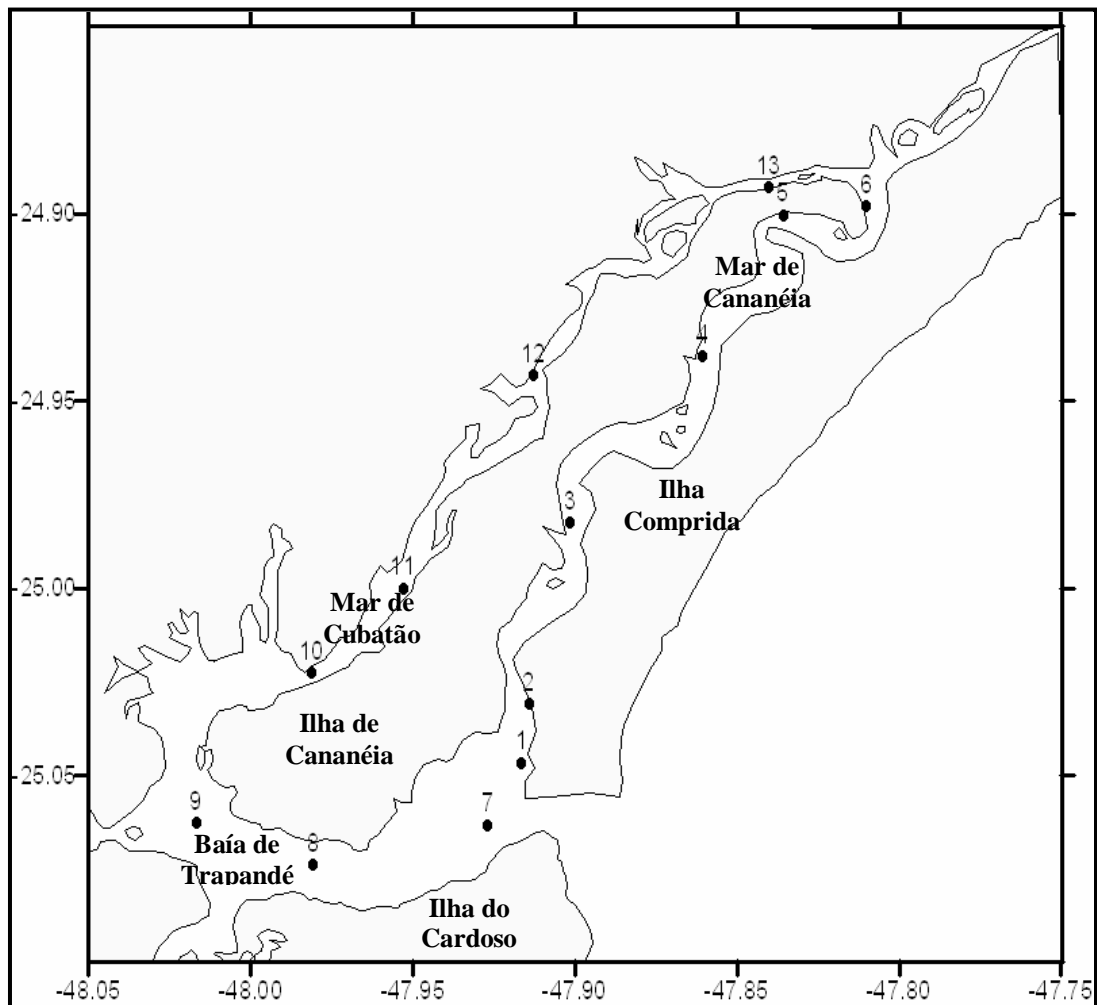 13
6
5
-24.90
Mar de
Cananéia
4
12
-24.95
Ilha
Comprida
3
11
-25.00
Mar de
Cubatão
10
2
Ilha de
Cananéia
1
-25.05
9
7
8
Baía de
Trapandé
Ilha do
Cardoso
-48.05
-48.00
-47.95
-47.90
-47.85
-47.80
-47.75